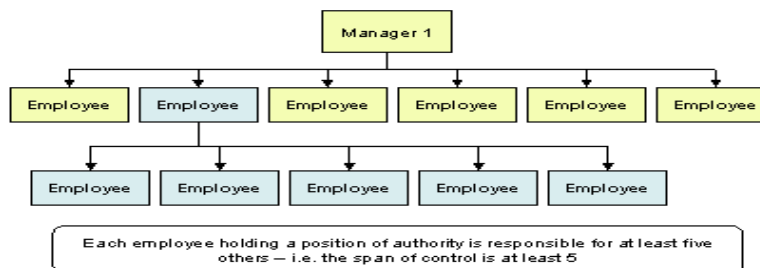 Manager 1
Employee Employee Employee Employee Employee Employee
Employee Employee Employee Employee Employee
Each employee holding a position of authority is responsible for at least five
others – i.e. the span of control is at least 5